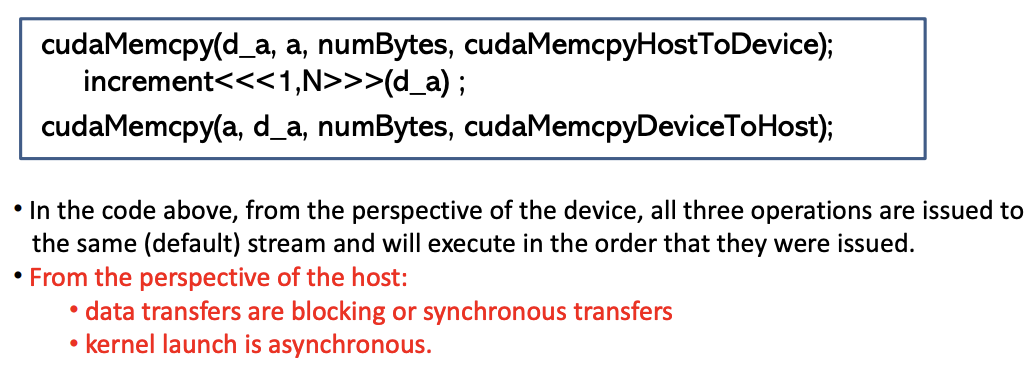 cudaMemcpy(d_a, a, numBytes, cudaMemcpyHostToDevice);
increment<<<1,N>>>(d_a) ;
cudaMemcpy(a, d_a, numBytes, cudaMemcpyDeviceToHost);
• In the code above, from the perspective of the device, all three operations are issued to
the same (default) stream and will execute in the order that they were issued.
• From the perspective of the host:
• data transfers are blocking or synchronous transfers
• kernel launch is asynchronous.